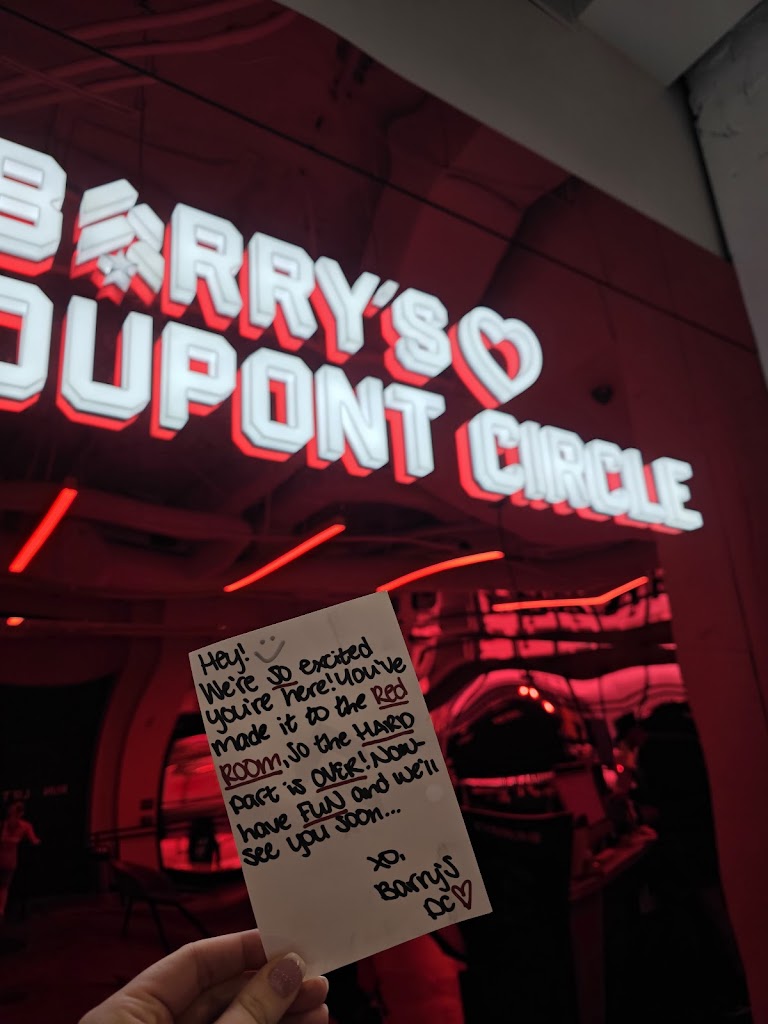 BARRY'S
DUPONT CIRCLE
Hey!
We're SO excited
you're here! You've
made it to the Red
ROOM, so the HARD
part is OVER! Now
have FUN and we'll
see you soon...
xo,
Barry's
DC